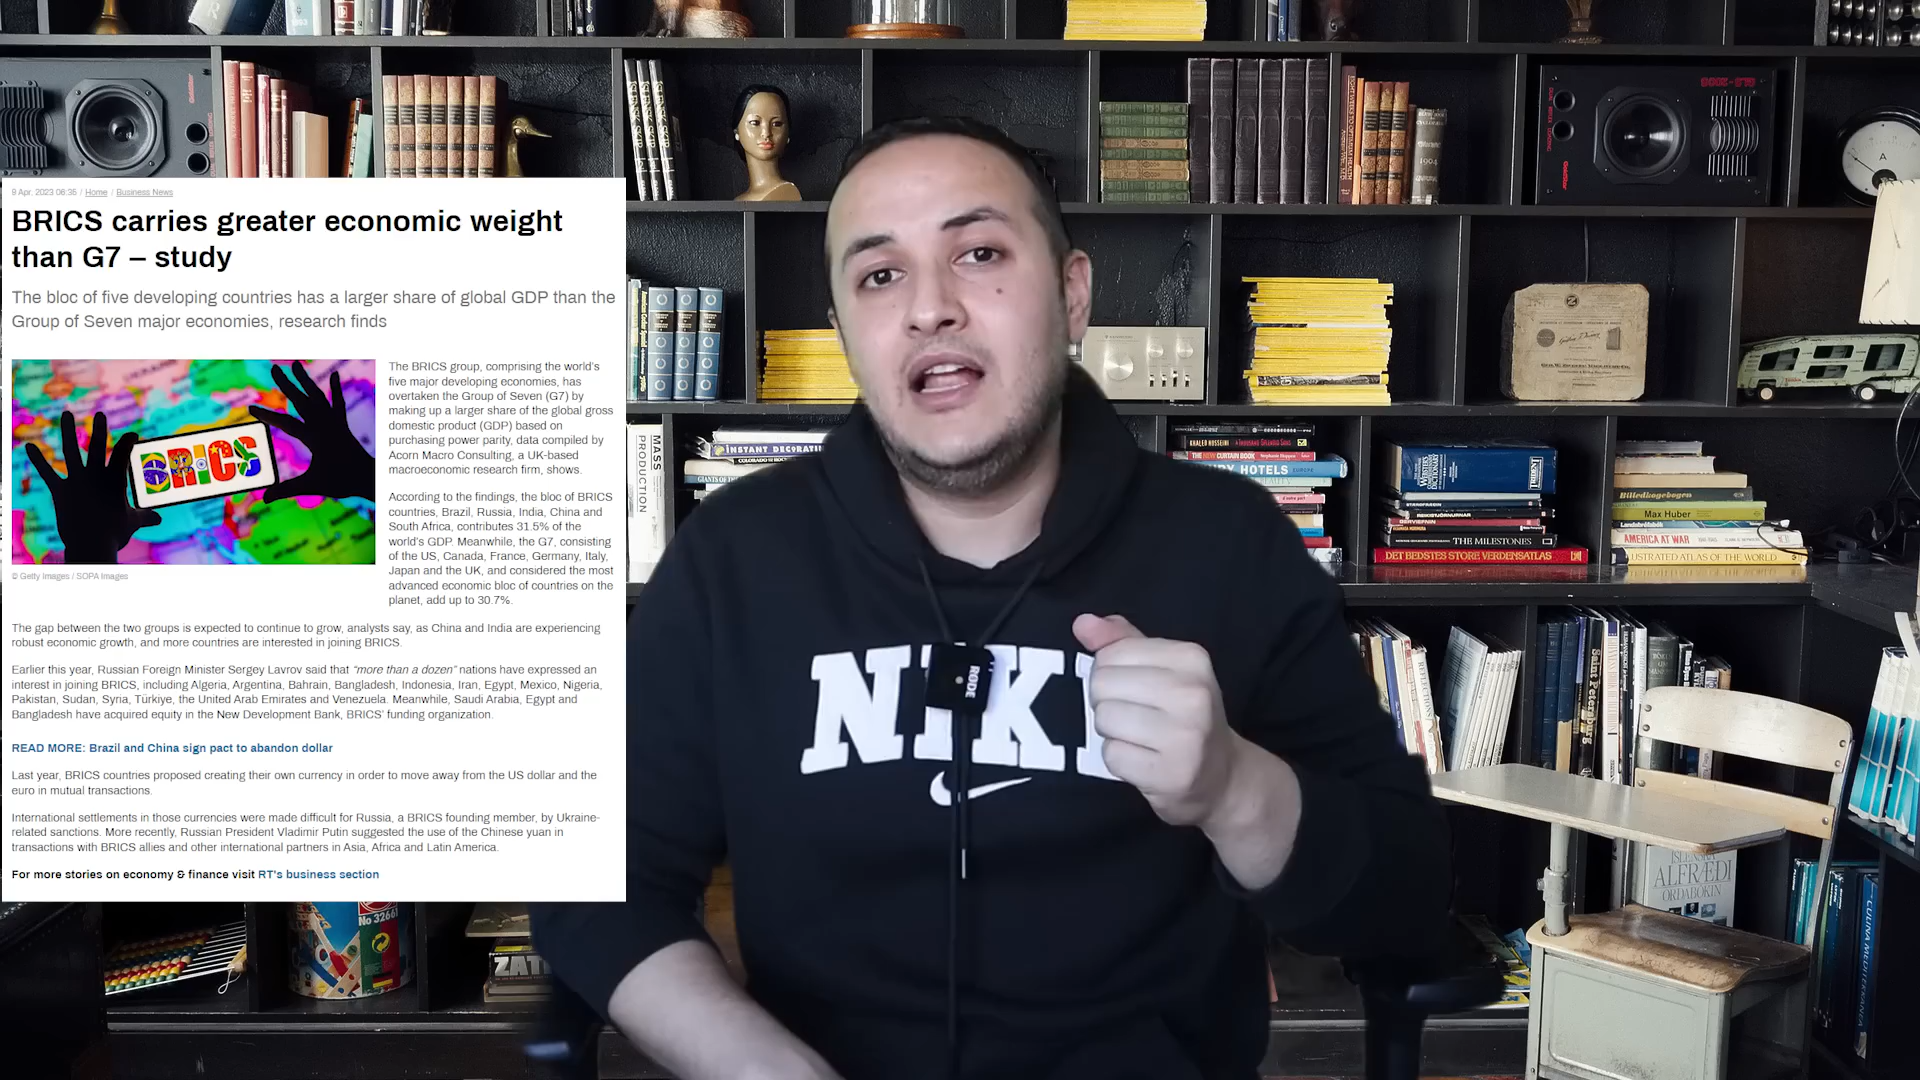 9 Apr, 2023 06:35 / Home / Business News
BRICS carries greater economic weight
than G7 – study
The bloc of five developing countries has a larger share of global GDP than the
Group of Seven major economies, research finds
BRICS
© Getty Images / SOPA Images
The BRICS group, comprising the world's
five major developing economies, has
overtaken the Group of Seven (G7) by
making up a larger share of the global gross
domestic product (GDP) based on
purchasing power parity, data compiled by
Acorn Macro Consulting, a UK-based
macroeconomic research firm, shows.
According to the findings, the bloc of BRICS
countries, Brazil, Russia, India, China and
South Africa, contributes 31.5% of the
world's GDP. Meanwhile, the G7, consisting
of the US, Canada, France, Germany, Italy,
Japan and the UK, and considered the most
advanced economic bloc of countries on the
planet, add up to 30.7%.
The gap between the two groups is expected to continue to grow, analysts say, as China and India are experiencing
robust economic growth, and more countries are interested in joining BRICS.
Earlier this year, Russian Foreign Minister Sergey Lavrov said that "more than a dozen" nations have expressed an
interest in joining BRICS, including Algeria, Argentina, Bahrain, Bangladesh, Indonesia, Iran, Egypt, Mexico, Nigeria,
Pakistan, Sudan, Syria, Türkiye, the United Arab Emirates and Venezuela. Meanwhile, Saudi Arabia, Egypt and
Bangladesh have acquired equity in the New Development Bank, BRICS' funding organization.
READ MORE: Brazil and China sign pact to abandon dollar
Last year, BRICS countries proposed creating their own currency in order to move away from the US dollar and the
euro in mutual transactions.
International settlements in those currencies were made difficult for Russia, a BRICS founding member, by Ukraine-
related sanctions. More recently, Russian President Vladimir Putin suggested the use of the Chinese yuan in
transactions with BRICS allies and other international partners in Asia, Africa and Latin America.
For more stories on economy & finance visit RT's business section
NIKE
RODE
1904
A
MASS
PRODUCTION
INSTANT DECORATI
KHALED HOSSEINI
THE NEW CURTAIN BOOK
HOTELS
EUROPE
WEBSTER'S
DICTIONARY
THE MILESTONES
DET BEDSTES STORE VERDENSATLAS
Billedkogebogen
Max Huber
AMERICA AT WAR
ATLAS OF THE WORLD
Saint Petersburg
ÍSLENSK
ALFRÆÐI
ORÐABÓKIN
CULINA MEDITERRANEA
No 32661
ZAT